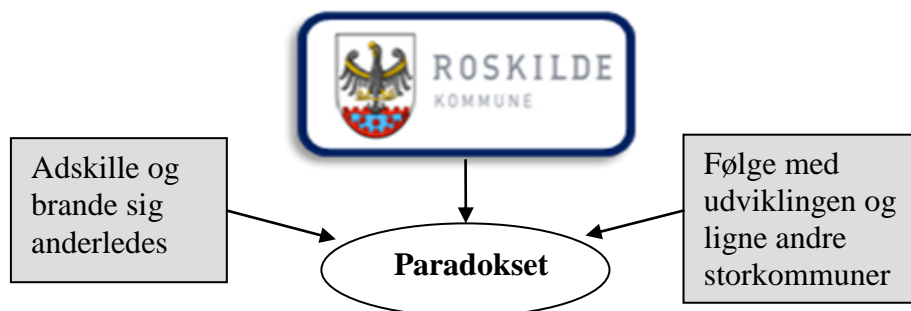 ROSKILDE
KOMMUNE
Adskille og
brande sig
anderledes
Følge med
udviklingen og
ligne andre
storkommuner
Paradokset